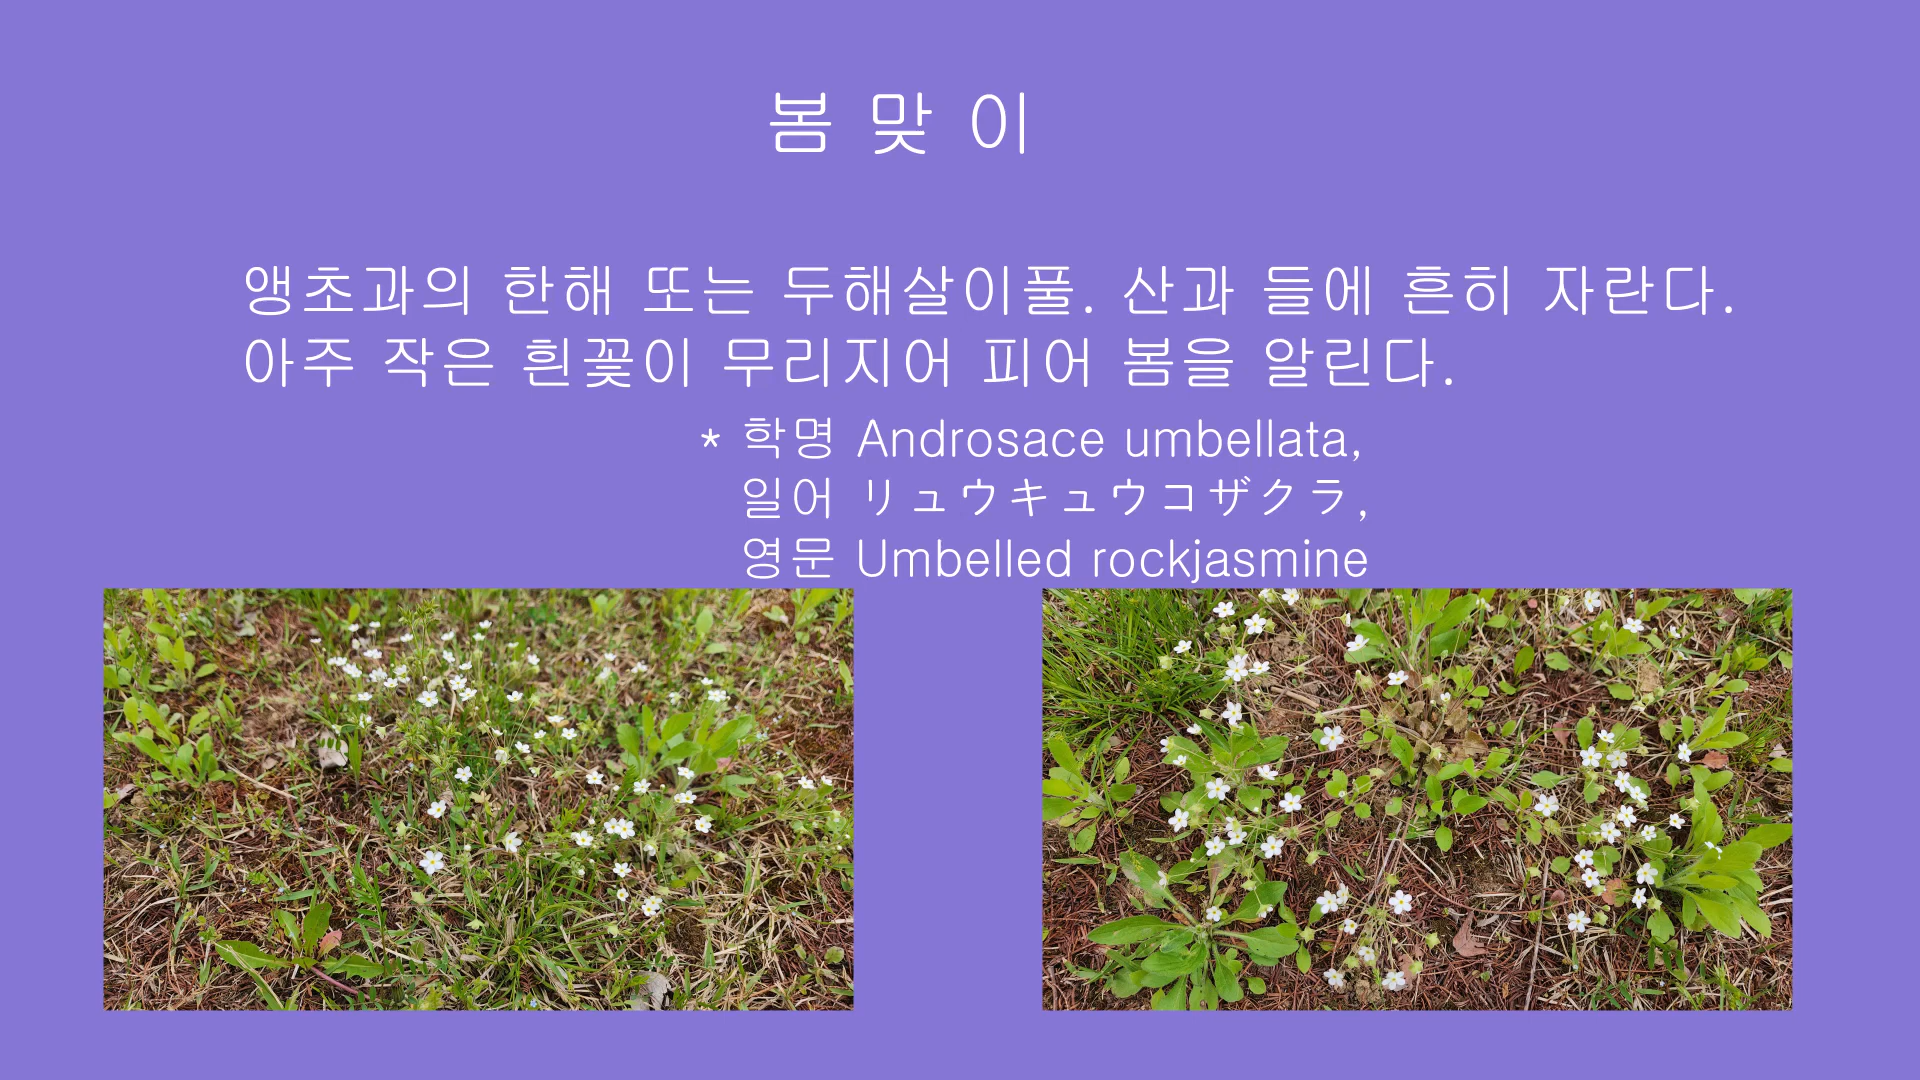 봄 맞 이
앵초과의 한해 또는 두해살이풀. 산과 들에 흔히 자란다.
아주 작은 흰꽃이 무리지어 피어 봄을 알린다.
* 학명 Androsace umbellata,
일어 リュウキュウコザクラ,
영문 Umbelled rockjasmine